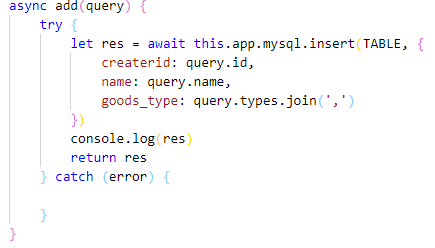 async add(query) {
    try {
        let res = await this.app.mysql.insert(TABLE, {
            createrid: query.id,
            name: query.name,
            goods_type: query.types.join(',')
        })
        console.log(res)
        return res
    } catch (error) {
    }
}